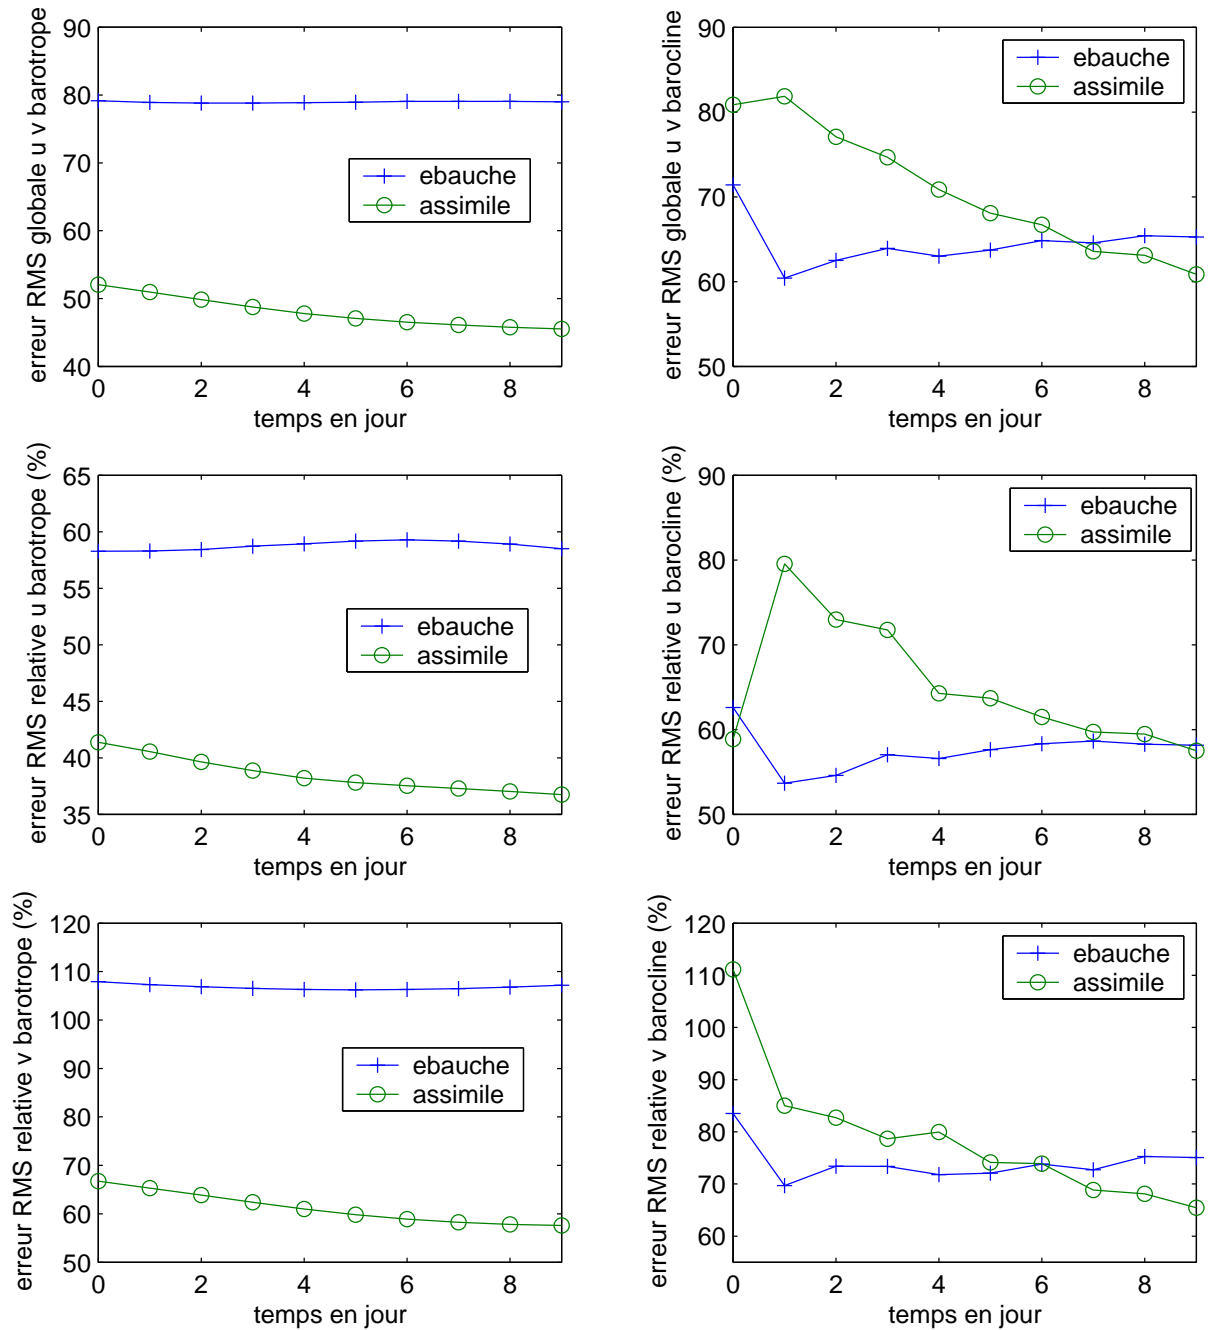 erreur RMS globale u v barotrope
90
80
70
60
50
40
0 2 4 6 8
temps en jour
ebauche
assimile
erreur RMS globale u v barocline
90
80
70
60
50
0 2 4 6 8
temps en jour
ebauche
assimile
erreur RMS relative u barotrope (%)
65
60
55
50
45
40
35
0 2 4 6 8
temps en jour
ebauche
assimile
erreur RMS relative u barocline (%)
90
80
70
60
50
0 2 4 6 8
temps en jour
ebauche
assimile
erreur RMS relative v barotrope (%)
120
110
100
90
80
70
60
50
0 2 4 6 8
temps en jour
ebauche
assimile
erreur RMS relative v barocline (%)
120
110
100
90
80
70
60
0 2 4 6 8
temps en jour
ebauche
assimile